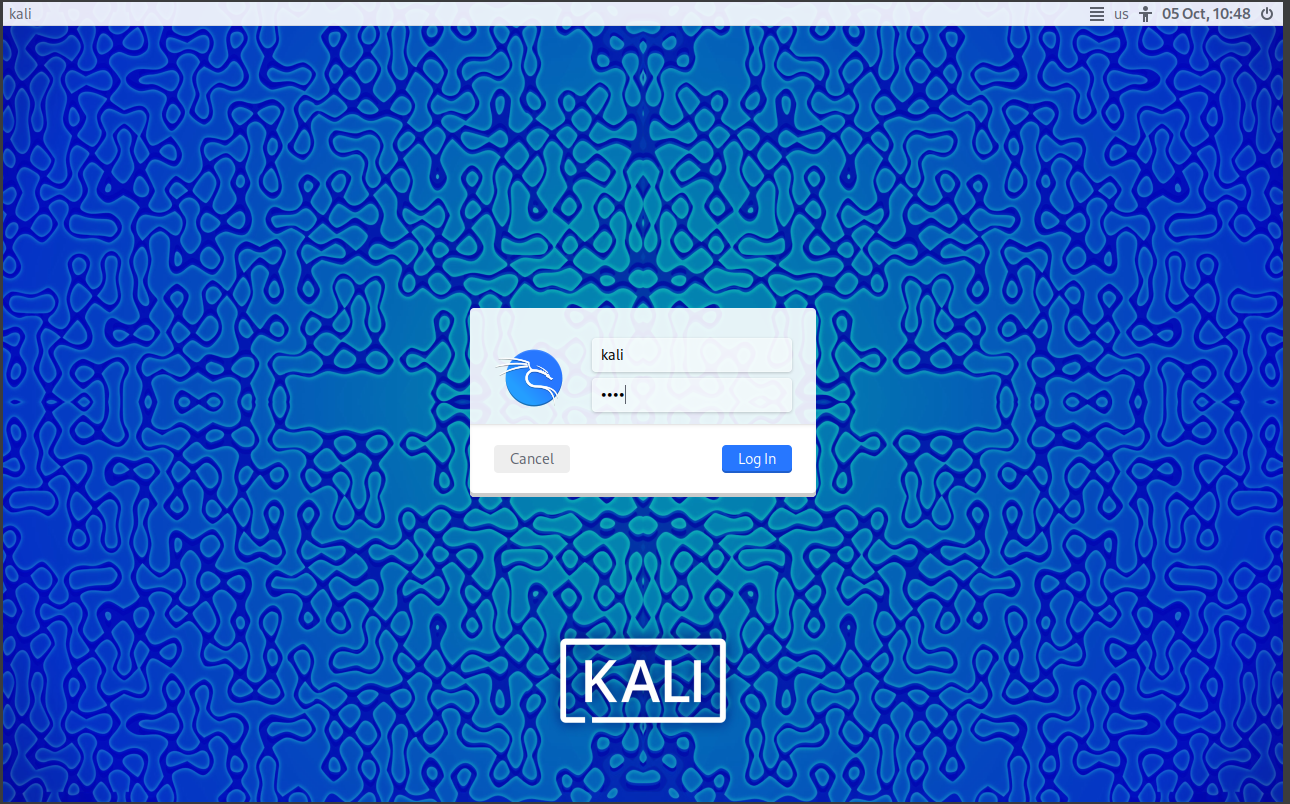 kali
us
05 Oct, 10:48
kali
••••
Cancel
Log In
KALI